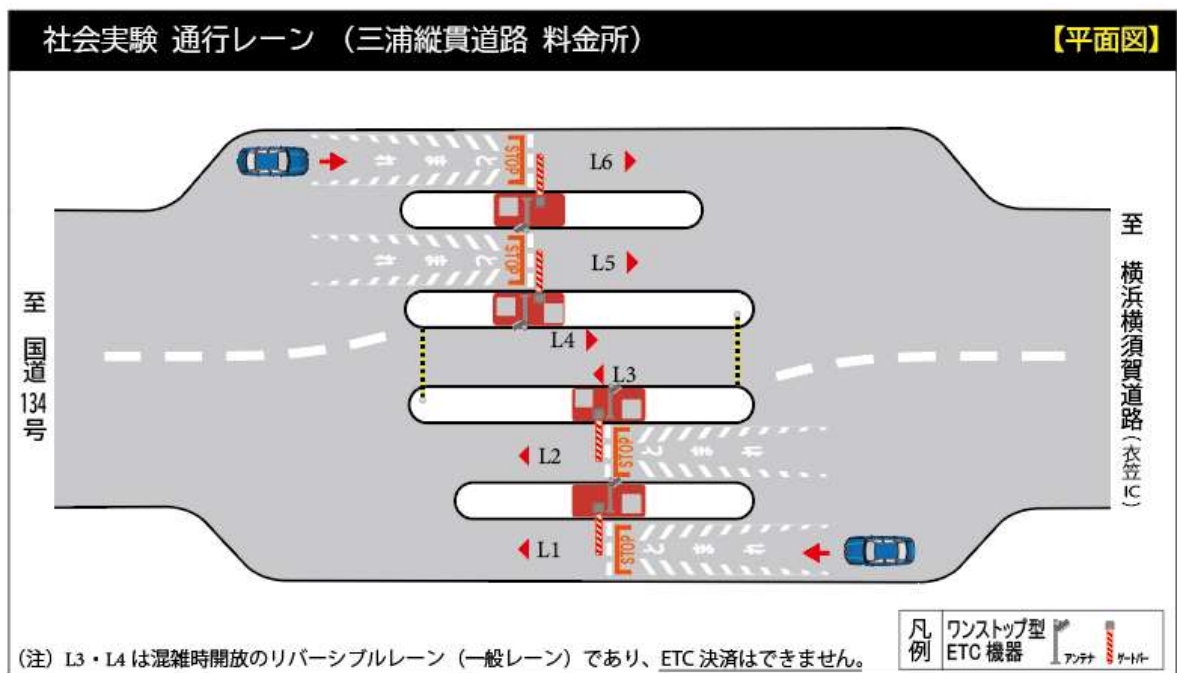 社会実験 通行レーン （三浦縦貫道路 料金所）
【平面図】
とまれ
STOP
L6
とまれ
STOP
L5
L4
L3
L2
STOP
とまれ
L1
STOP
とまれ
至 国道134号
至 横浜横須賀道路（衣笠IC）
（注）L3・L4は混雑時開放のリバーシブルレーン（一般レーン）であり、ETC決済はできません。
凡例
ワンストップ型
ETC機器
アンテナ
ゲートバー